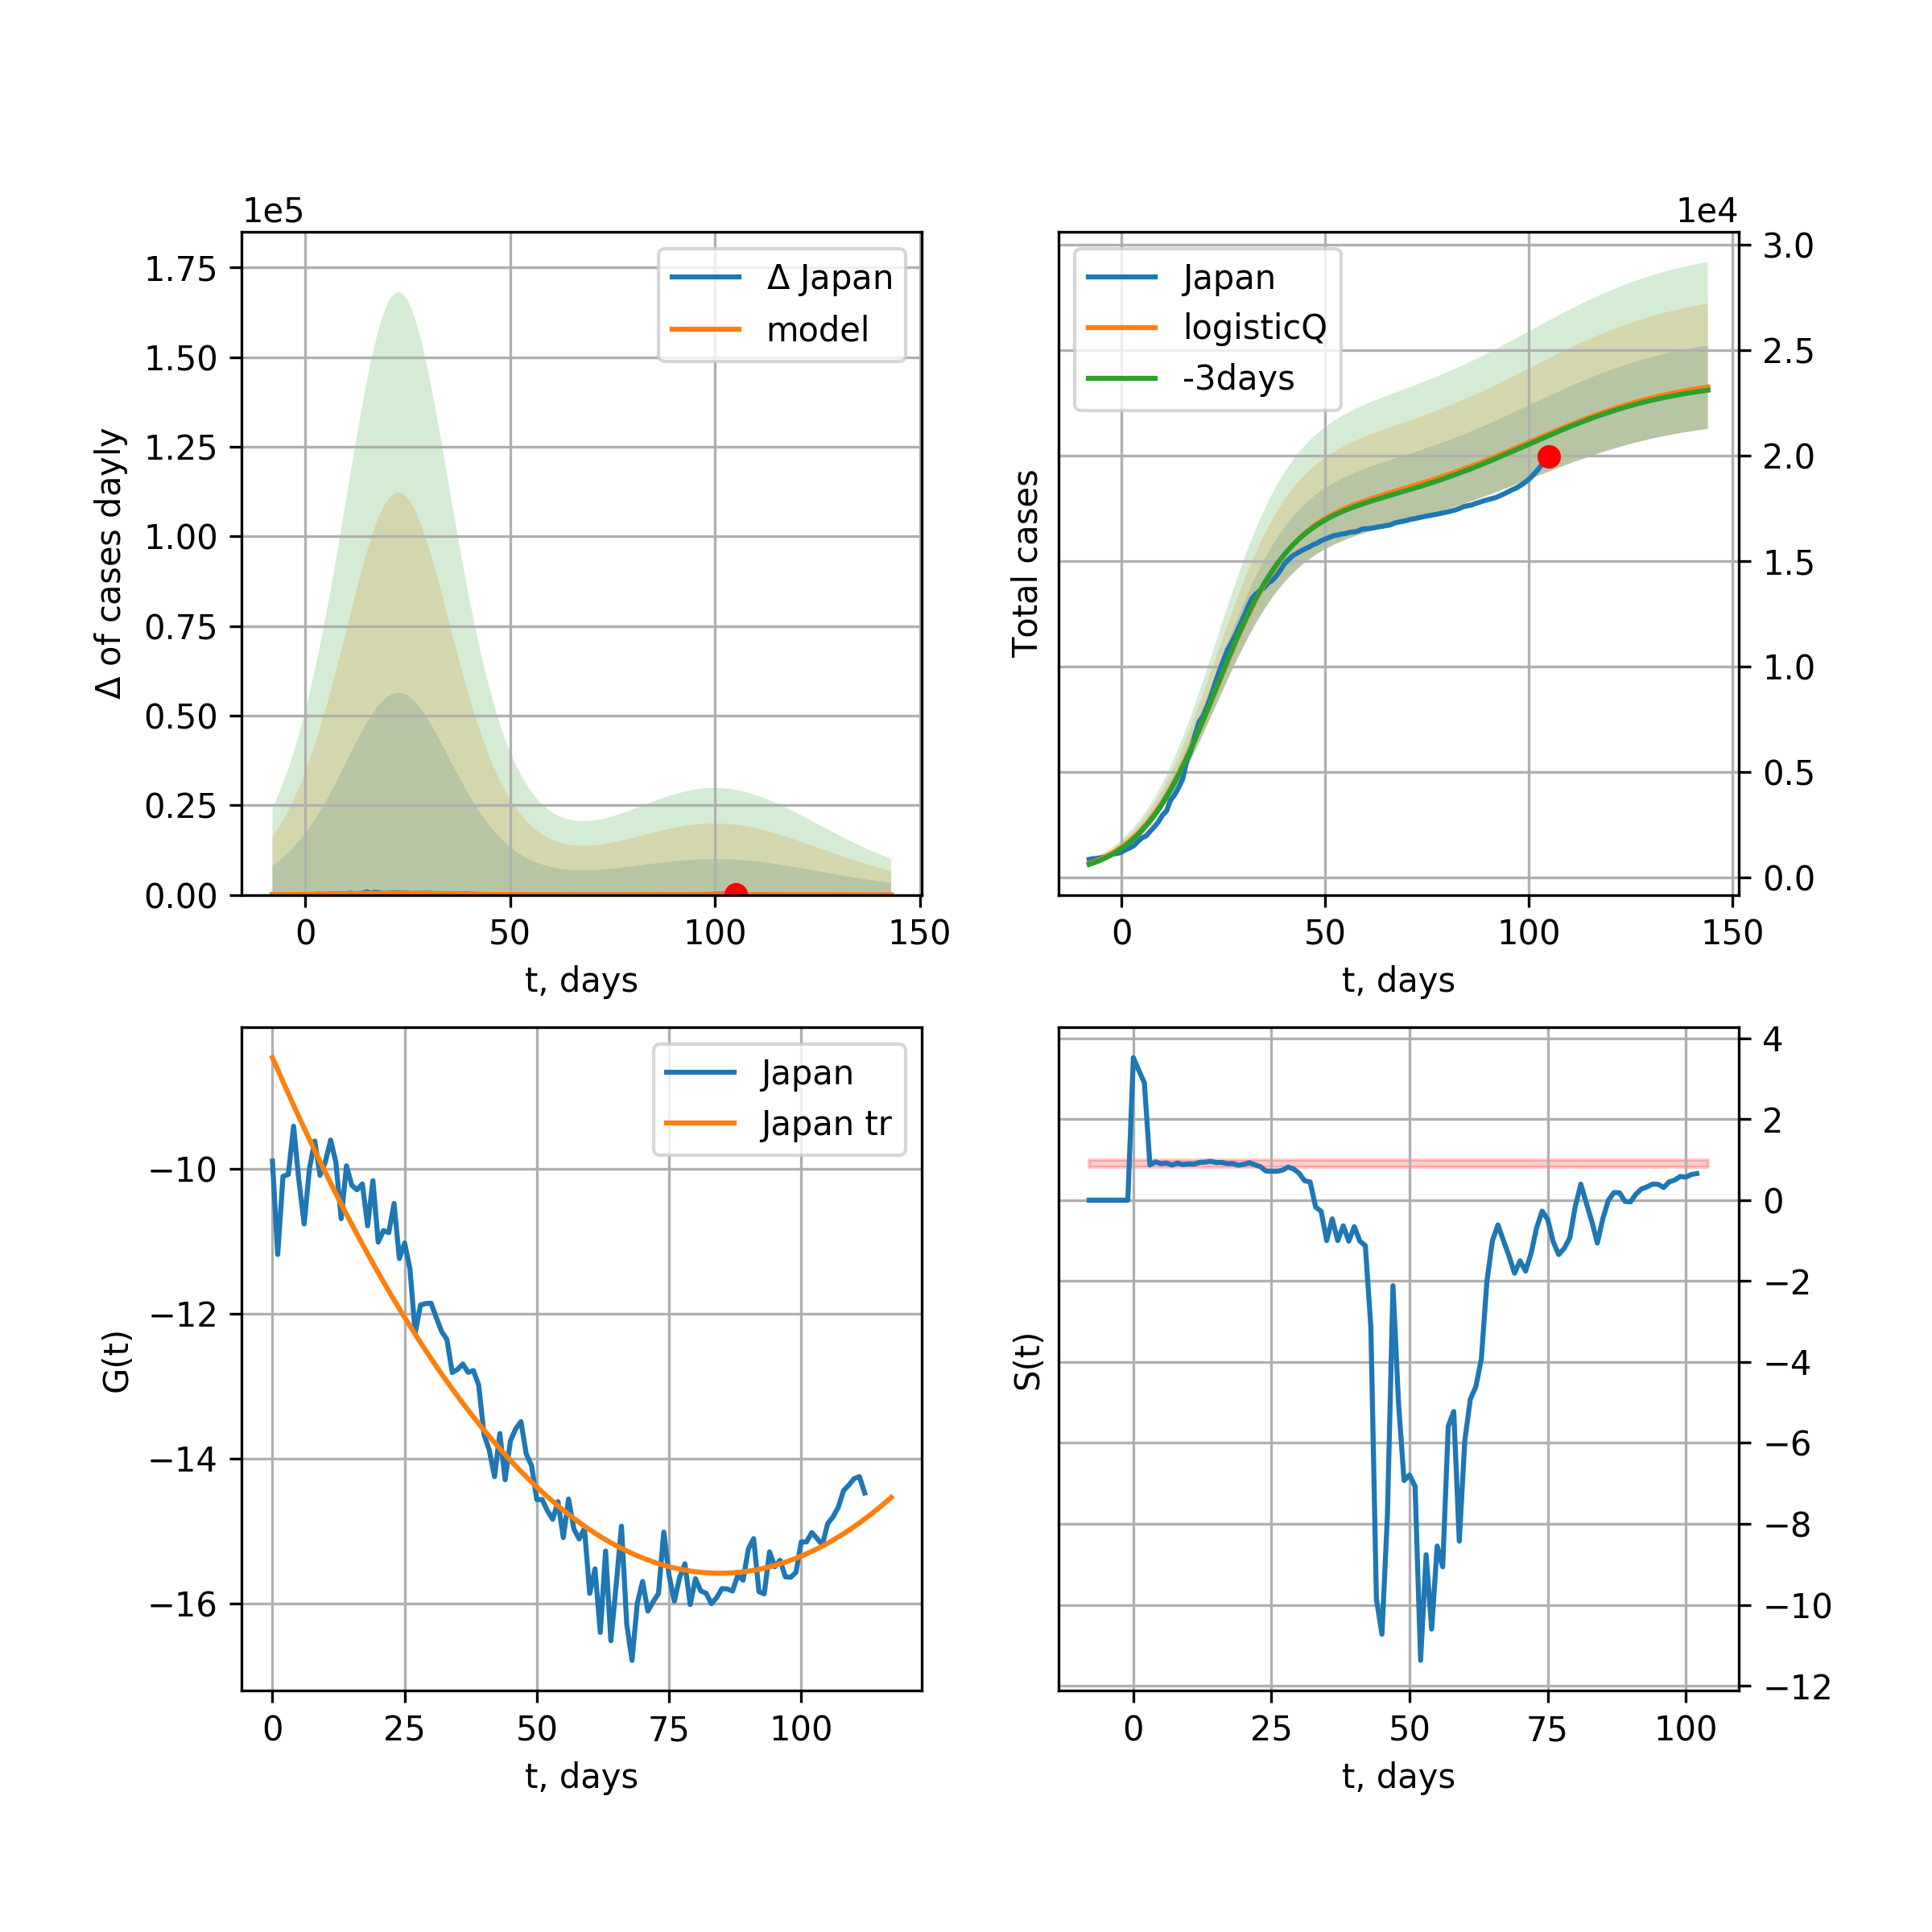 1e5
Δ of cases dayly
1.75
1.50
1.25
1.00
0.75
0.50
0.25
0.00
Δ Japan
model
0 50 100 150
t, days
1e4
Total cases
Japan
logisticQ
-3days
3.0
2.5
2.0
1.5
1.0
0.5
0.0
0 50 100 150
t, days
G(t)
−10
−12
−14
−16
Japan
Japan tr
0 25 50 75 100
t, days
S(t)
4
2
0
−2
−4
−6
−8
−10
−12
0 25 50 75 100
t, days